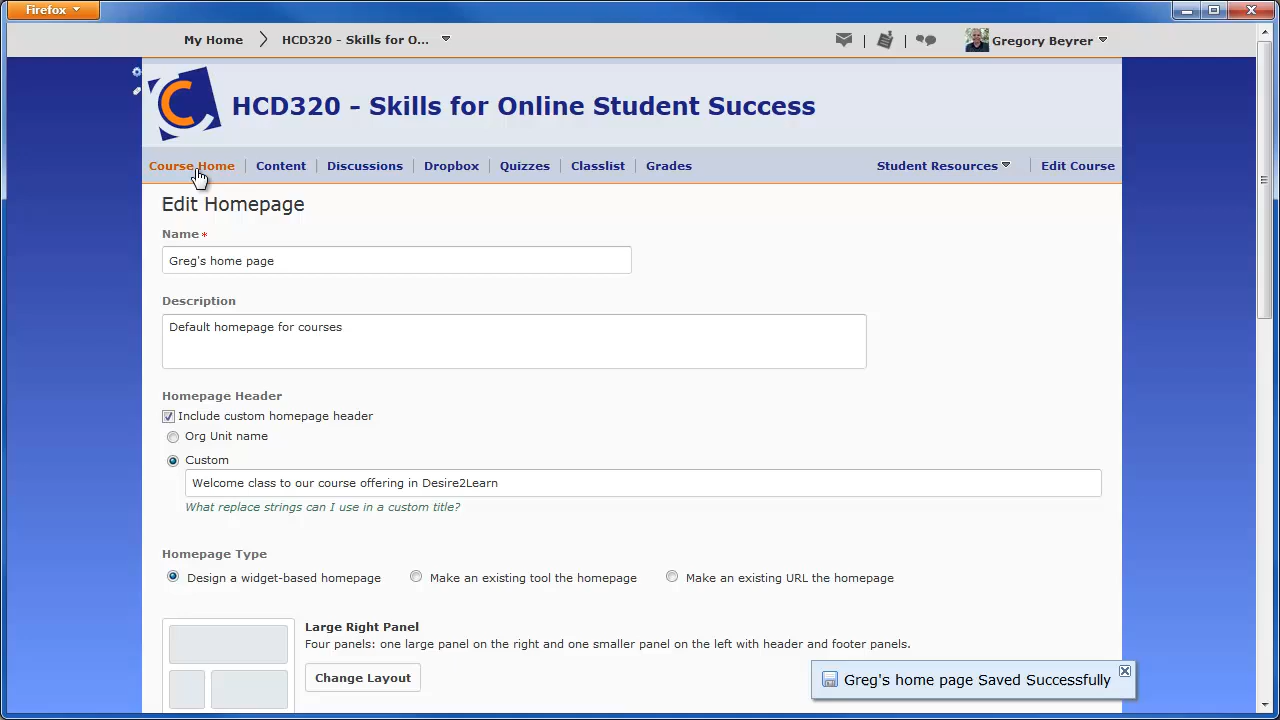 Firefox
My Home HCD320 - Skills for O... Gregory Beyrer
HCD320 - Skills for Online Student Success
Course Home Content Discussions Dropbox Quizzes Classlist Grades Student Resources Edit Course
Edit Homepage
Name *
Greg's home page
Description
Default homepage for courses
Homepage Header
Include custom homepage header
Org Unit name
Custom
Welcome class to our course offering in Desire2Learn
What replace strings can I use in a custom title?
Homepage Type
Design a widget-based homepage Make an existing tool the homepage Make an existing URL the homepage
Large Right Panel
Four panels: one large panel on the right and one smaller panel on the left with header and footer panels.
Change Layout
Greg's home page Saved Successfully